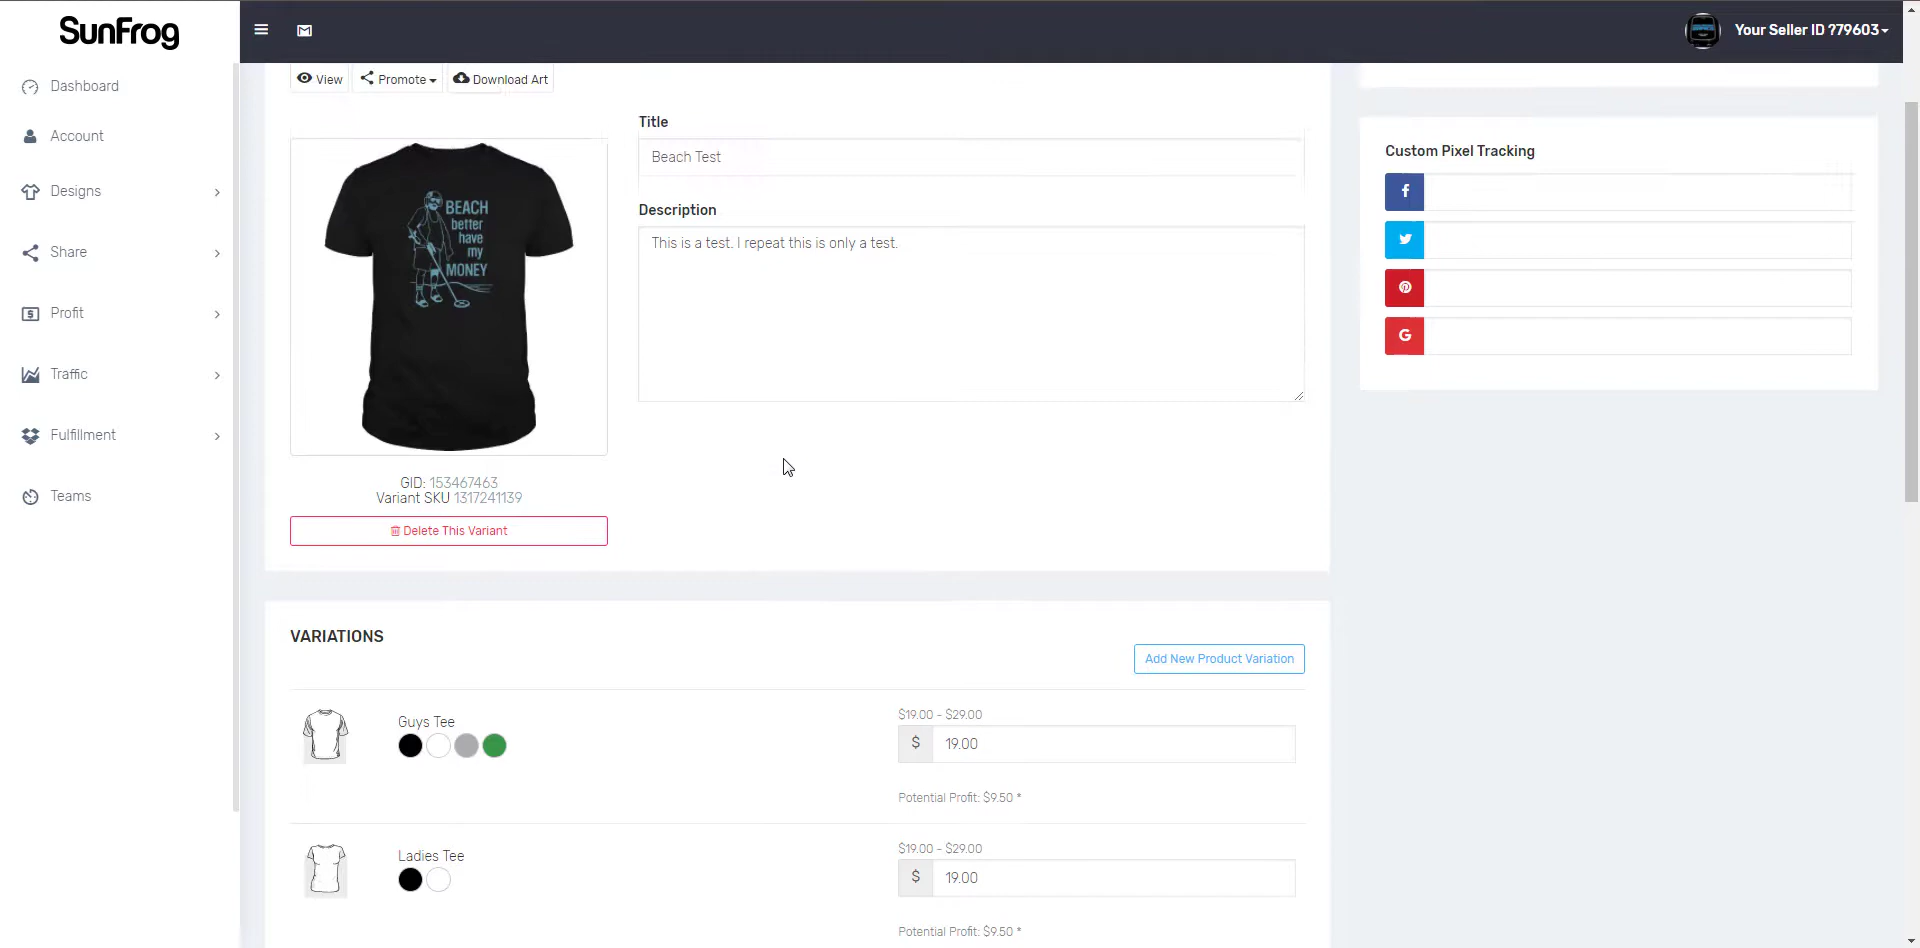 SunFrog
Your Seller ID 779603
Dashboard
Account
Designs
Share
Profit
Traffic
Fulfillment
Teams
View
Promote
Download Art
BEACH
better
have
my
MONEY
GID: 153467463
Variant SKU 1317241139
Delete This Variant
Title
Beach Test
Description
This is a test. I repeat this is only a test.
Custom Pixel Tracking
VARIATIONS
Add New Product Variation
Guys Tee
$19.00 - $29.00
$ 19.00
Potential Profit: $9.50 *
Ladies Tee
$19.00 - $29.00
$ 19.00
Potential Profit: $9.50 *